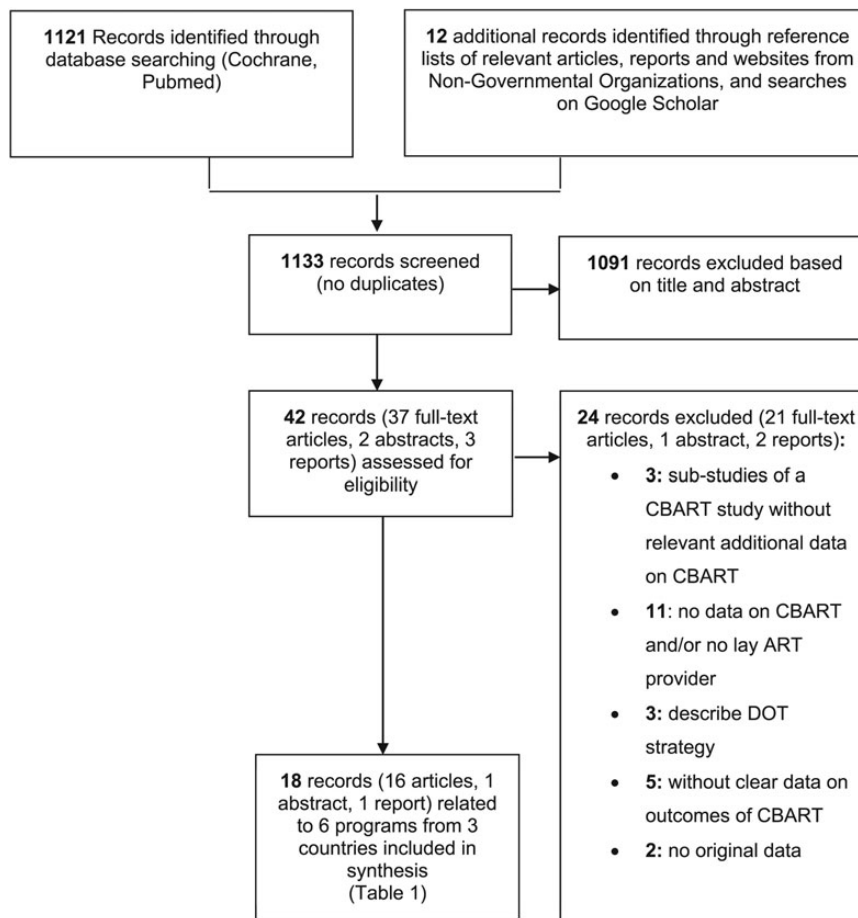 1121 Records identified through
database searching (Cochrane,
Pubmed)
12 additional records identified through reference
lists of relevant articles, reports and websites from
Non-Governmental Organizations, and searches
on Google Scholar
1133 records screened
(no duplicates)
1091 records excluded based
on title and abstract
42 records (37 full-text
articles, 2 abstracts, 3
reports) assessed for
eligibility
24 records excluded (21 full-text
articles, 1 abstract, 2 reports):
• 3: sub-studies of a
CBART study without
relevant additional data
on CBART
• 11: no data on CBART
and/or no lay ART
provider
• 3: describe DOT
strategy
• 5: without clear data on
outcomes of CBART
• 2: no original data
18 records (16 articles, 1
abstract, 1 report) related
to 6 programs from 3
countries included in
synthesis
(Table 1)